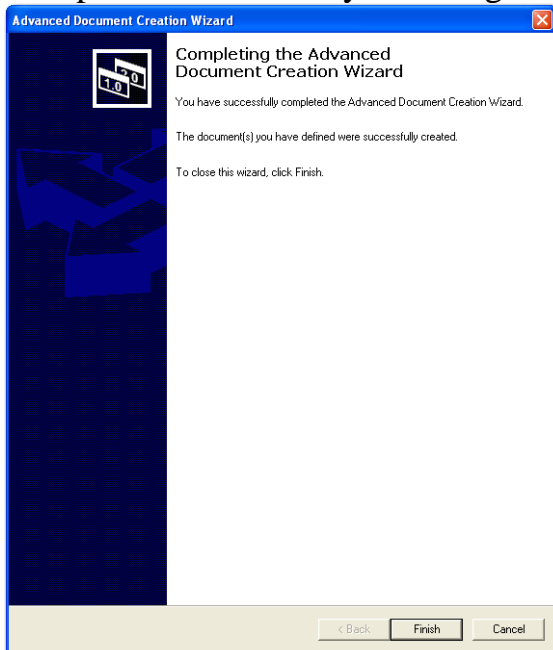 Advanced Document Creation Wizard
2.0
1.0
Completing the Advanced
Document Creation Wizard
You have successfully completed the Advanced Document Creation Wizard.
The document(s) you have defined were successfully created.
To close this wizard, click Finish.
< Back
Finish
Cancel